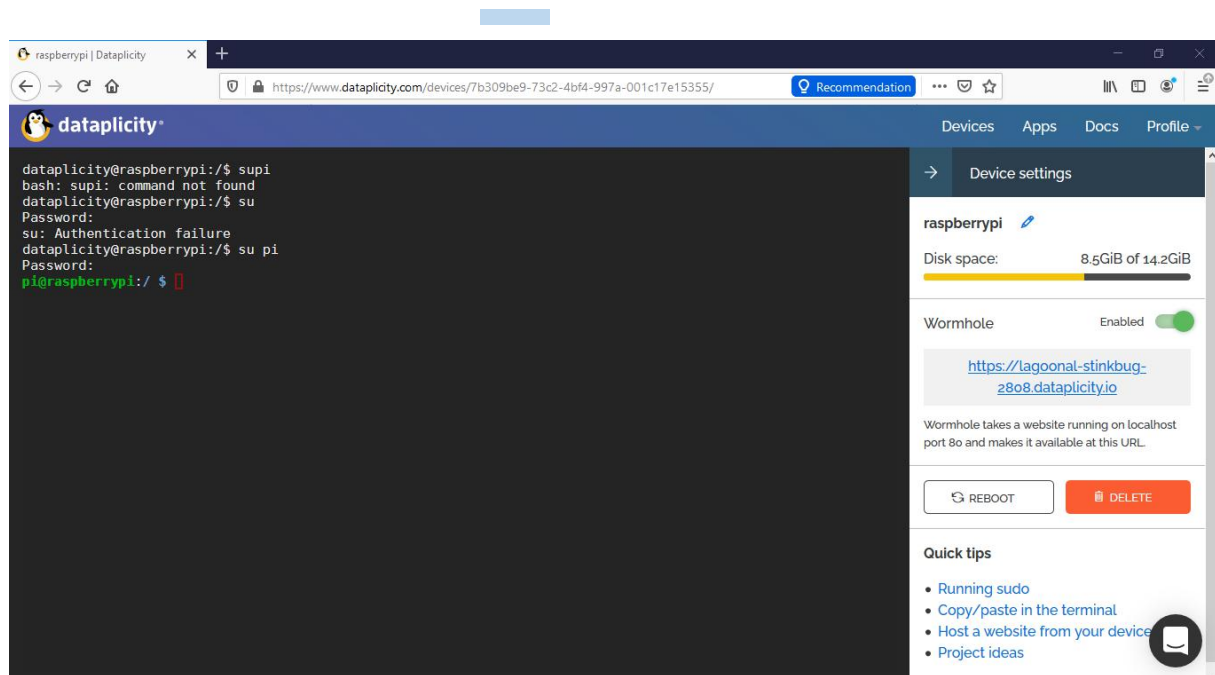 raspberrypi | Dataplicity
https://www.dataplicity.com/devices/7b309be9-73c2-4bf4-997a-001c17e15355/
Recommendation
dataplicity
Devices Apps Docs Profile
dataplicity@raspberrypi:/$ supi
bash: supi: command not found
dataplicity@raspberrypi:/$ su
Password:
su: Authentication failure
dataplicity@raspberrypi:/$ su pi
Password:
pi@raspberrypi:/ $
Device settings
raspberrypi
Disk space: 8.5GiB of 14.2GiB
Wormhole Enabled
https://lagoonal-stinkbug-
2808.dataplicity.io
Wormhole takes a website running on localhost
port 80 and makes it available at this URL.
REBOOT DELETE
Quick tips
• Running sudo
• Copy/paste in the terminal
• Host a website from your device
• Project ideas